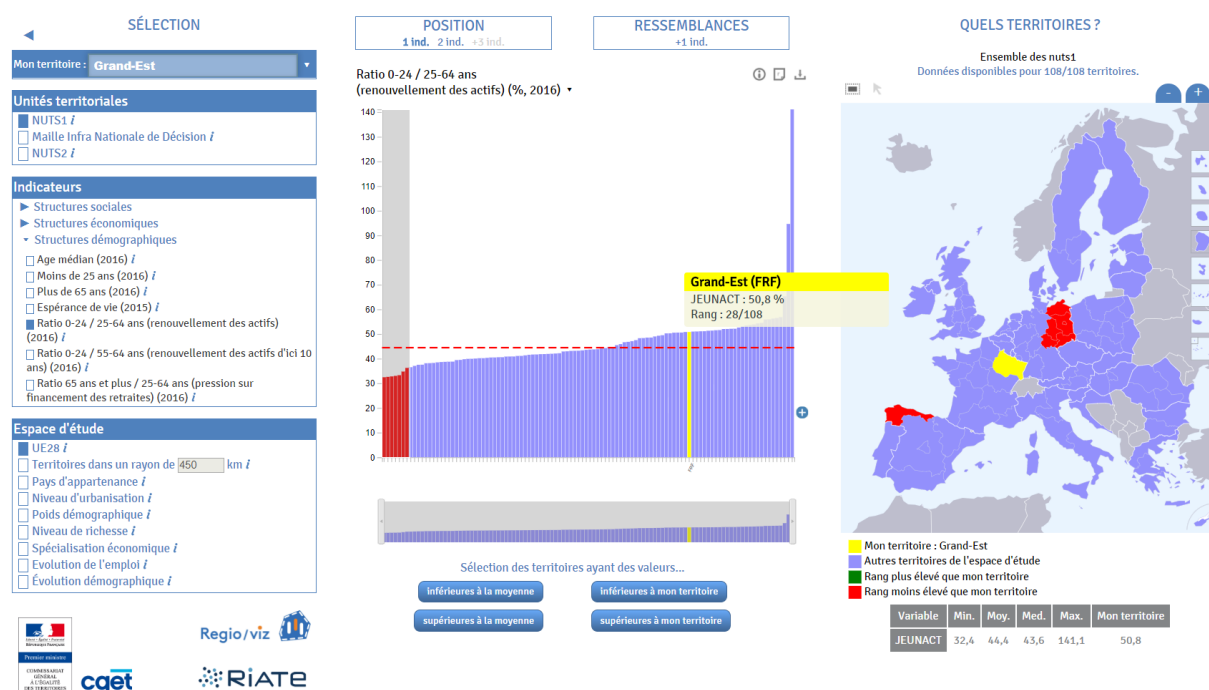 SÉLECTION
Mon territoire : Grand-Est
Unités territoriales
NUTS1 i
Maille Infra Nationale de Décision i
NUTS2 i
Indicateurs
Structures sociales
Structures économiques
Structures démographiques
Age médian (2016) i
Moins de 25 ans (2016) i
Plus de 65 ans (2016) i
Espérance de vie (2015) i
Ratio 0-24 / 25-64 ans (renouvellement des actifs)
(2016) i
Ratio 0-24 / 55-64 ans (renouvellement des actifs d'ici 10
ans) (2016) i
Ratio 65 ans et plus / 25-64 ans (pression sur
financement des retraites) (2016) i
Espace d'étude
UE28 i
Territoires dans un rayon de 450 km i
Pays d'appartenance i
Niveau d'urbanisation i
Poids démographique i
Niveau de richesse i
Spécialisation économique i
Evolution de l'emploi i
Évolution démographique i
Premier ministre
COMMISSARIAT
GÉNÉRAL
À L'ÉGALITÉ
DES TERRITOIRES
cget
Regio/viz
RIATE
POSITION
1 ind. 2 ind. +3 ind.
RESSEMBLANCES
+1 ind.
Ratio 0-24 / 25-64 ans
(renouvellement des actifs) (%, 2016)
140
130
120
110
100
90
80
70
60
50
40
30
20
10
0
Grand-Est (FRF)
JEUNACT : 50,8 %
Rang : 28/108
FRF
Sélection des territoires ayant des valeurs...
inférieures à la moyenne
inférieures à mon territoire
supérieures à la moyenne
supérieures à mon territoire
QUELS TERRITOIRES ?
Ensemble des nuts1
Données disponibles pour 108/108 territoires.
- +
Mon territoire : Grand-Est
Autres territoires de l'espace d'étude
Rang plus élevé que mon territoire
Rang moins élevé que mon territoire
Variable Min. Moy. Med. Max. Mon territoire
JEUNACT 32,4 44,4 43,6 141,1 50,8